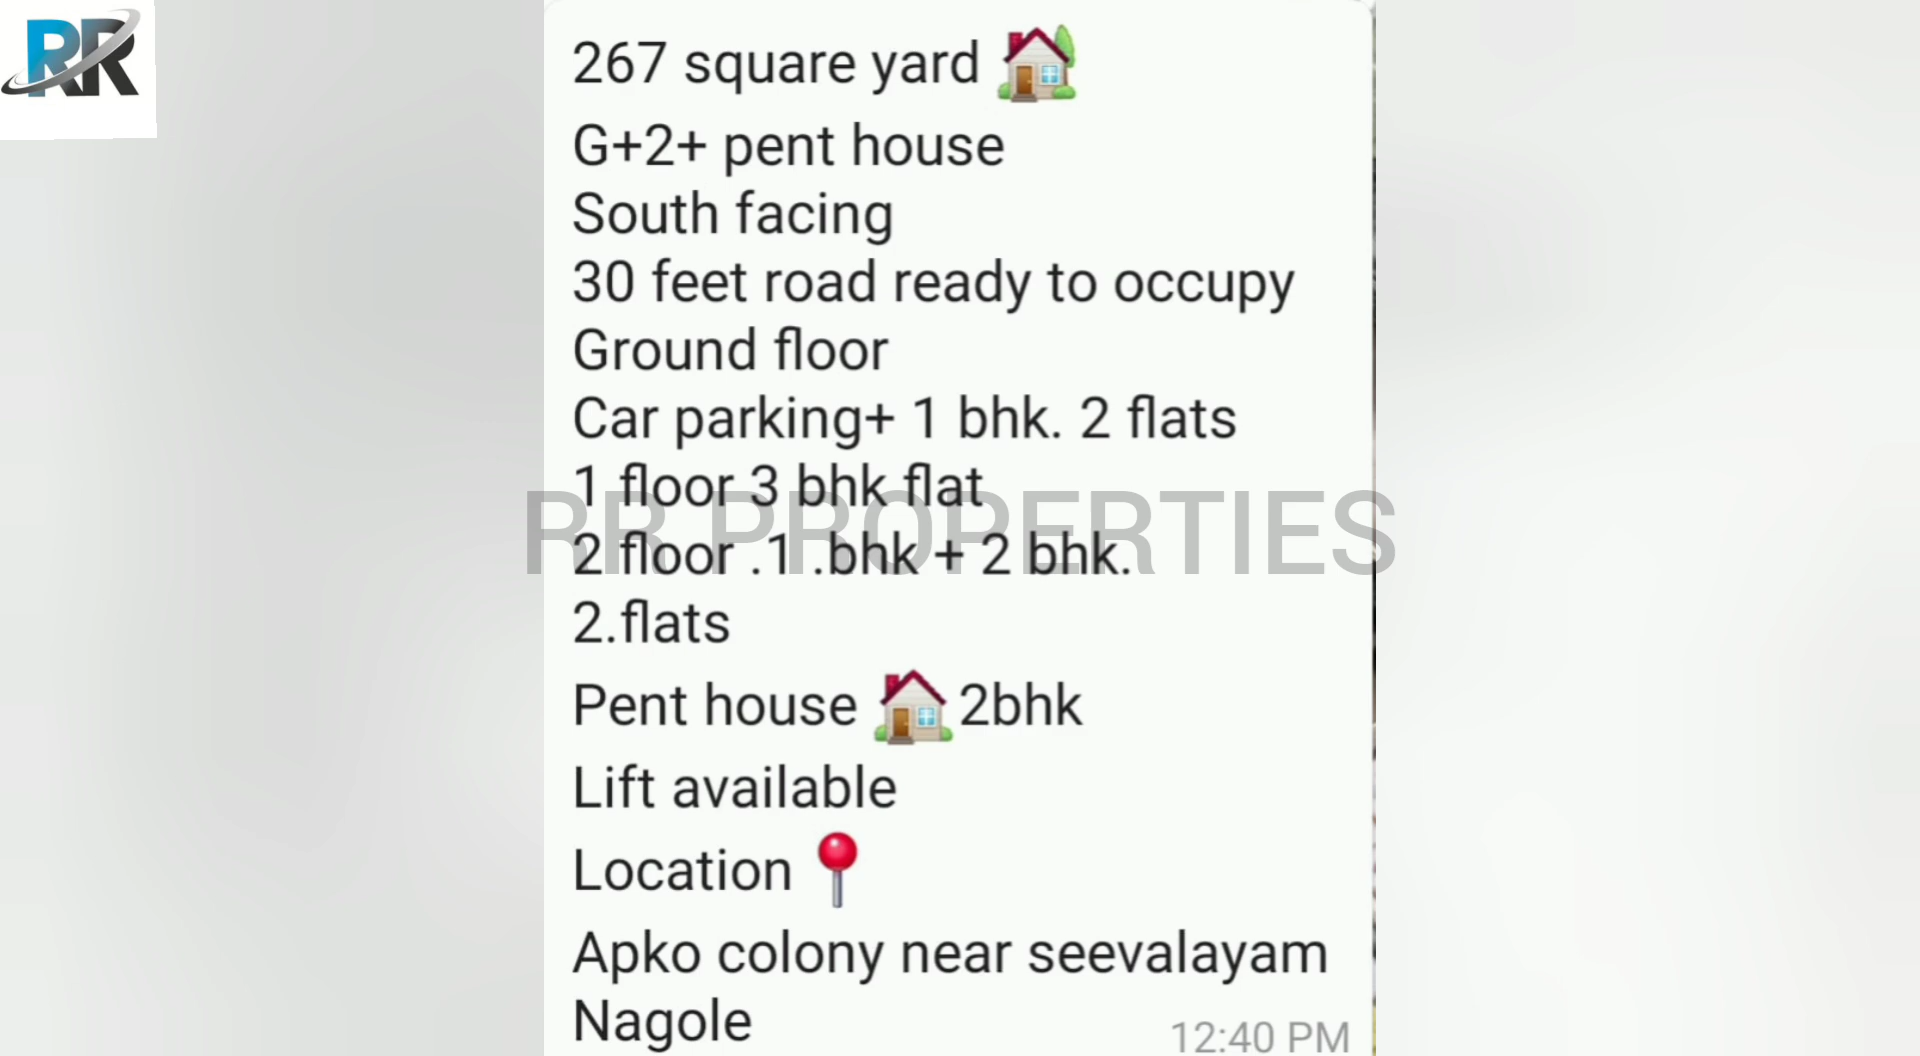 RR
267 square yard 🏡
G+2+ pent house
South facing
30 feet road ready to occupy
Ground floor
Car parking+ 1 bhk. 2 flats
1 floor 3 bhk flat
RR PROPERTIES
2 floor .1 .bhk + 2 bhk.
2.flats
Pent house 🏠2bhk
Lift available
Location 📍
Apko colony near seevalayam
Nagole
12:40 PM